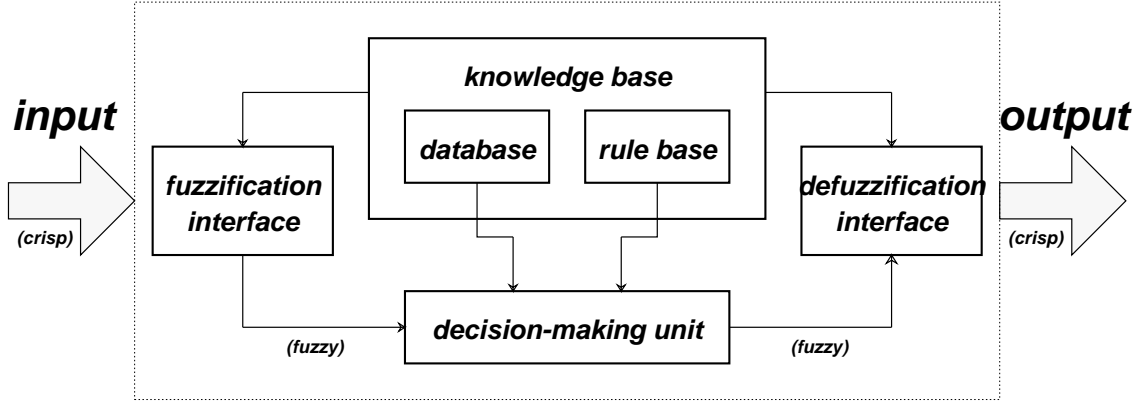 knowledge base
input
output
database
rule base
fuzzification
interface
defuzzification
interface
(crisp)
(crisp)
decision-making unit
(fuzzy)
(fuzzy)